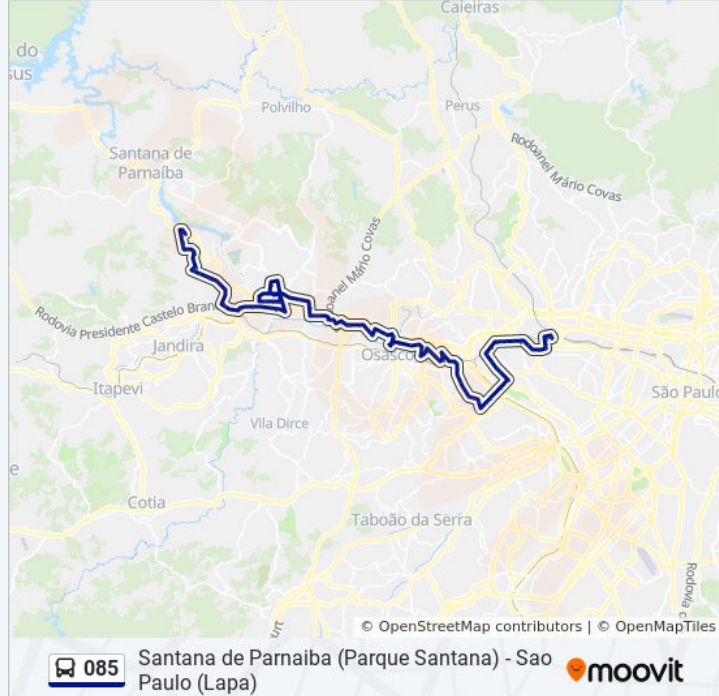 Caieiras
do
sus
Polvilho
Perus
Rodoanel Mário Covas
Santana de
Parnaíba
doanel Mário Covas
Rodovia Presidente Castelo Bran
Jandira
Osasco
Itapevi
São Paulo
Vila Dirce
e
Cotia
Taboão da Serra
Rodovia
ourt
© OpenStreetMap contributors | © OpenMapTiles
085
Santana de Parnaiba (Parque Santana) - Sao
Paulo (Lapa)
moovit